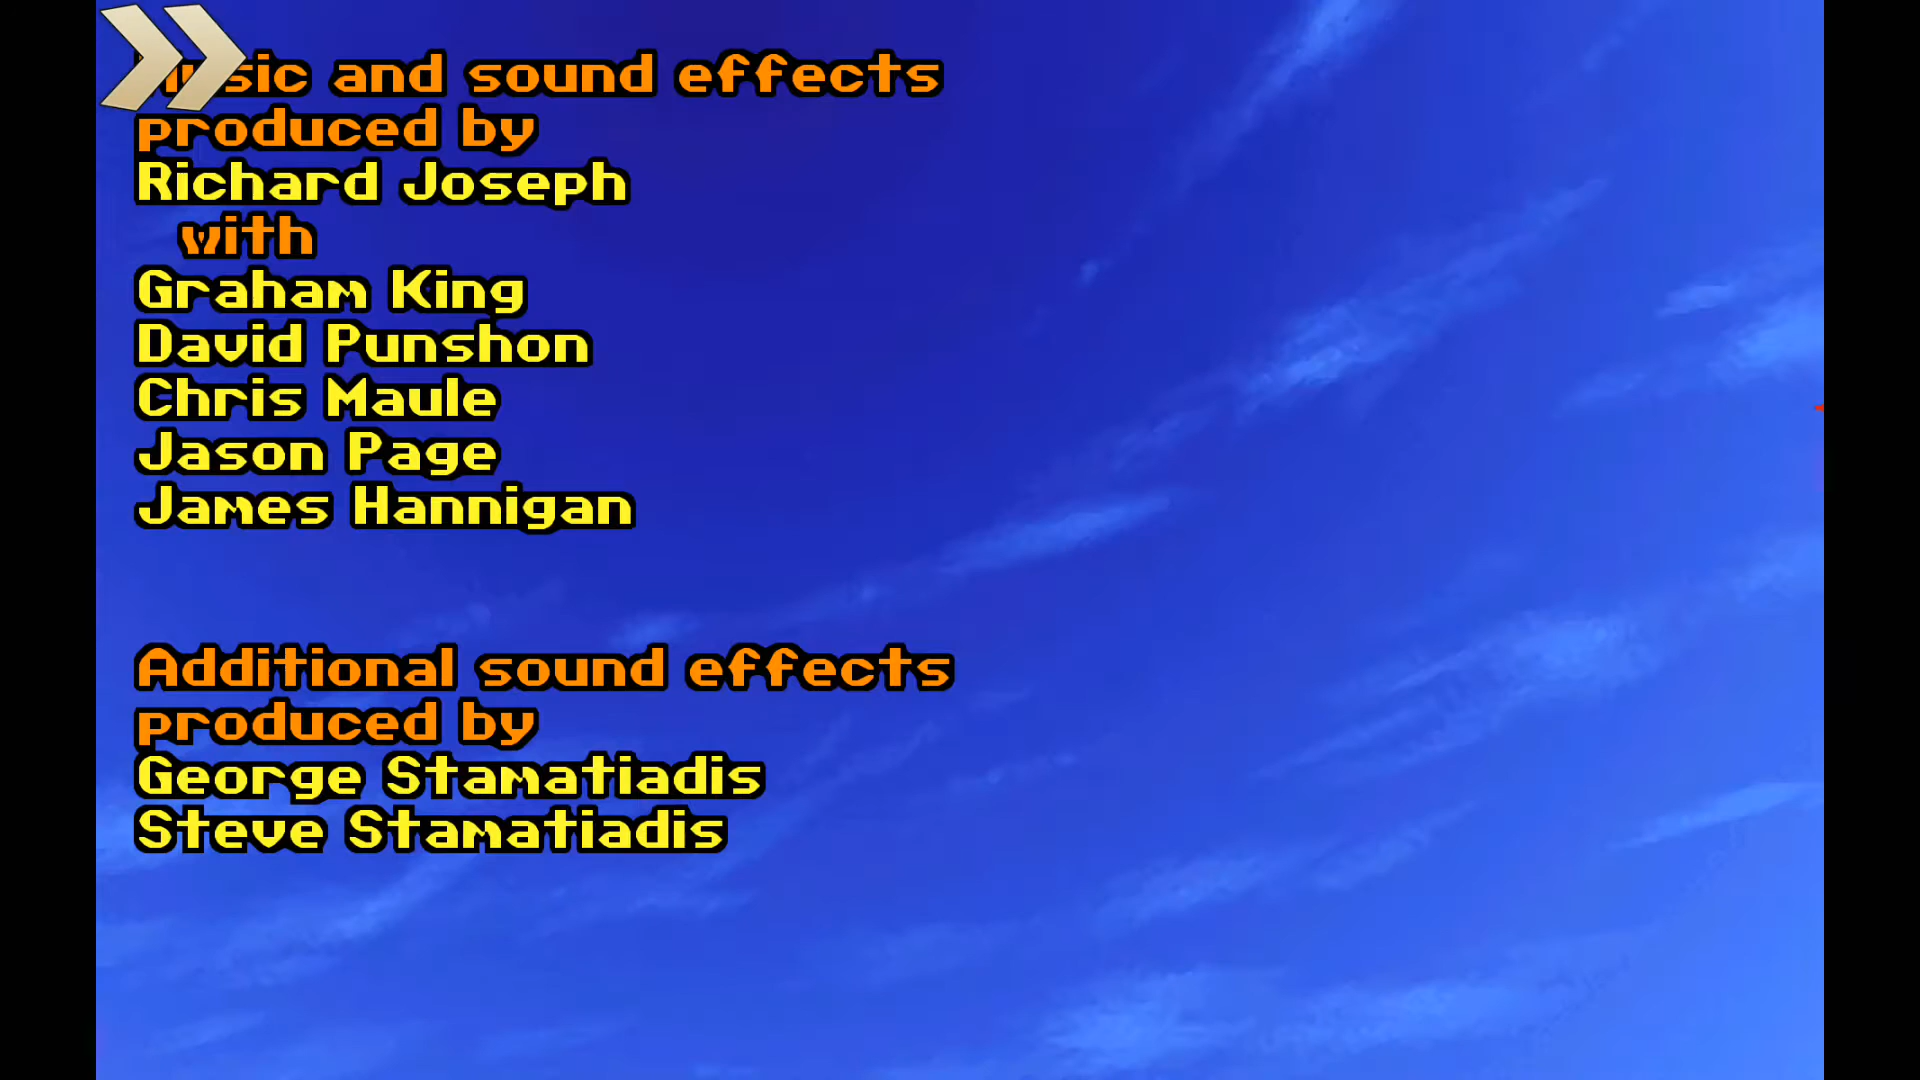 Music and sound effects
produced by
Richard Joseph
with
Graham King
David Punshon
Chris Maule
Jason Page
James Hannigan
Additional sound effects
produced by
George Stamatiadis
Steve Stamatiadis